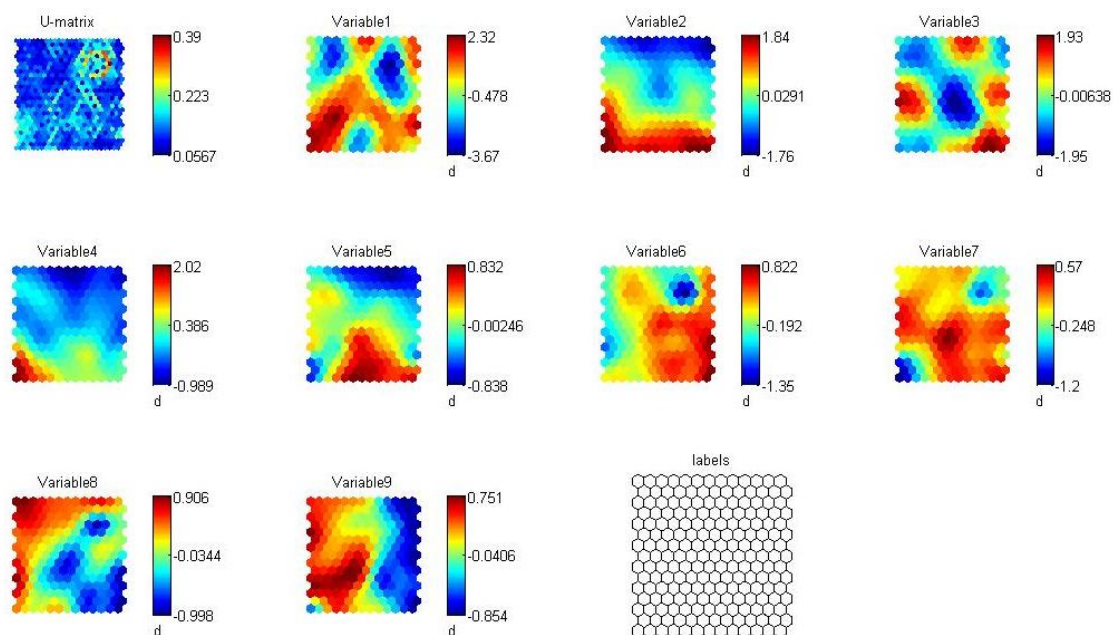 U-matrix
0.39
0.223
0.0567
Variable1
2.32
-0.478
-3.67
d
Variable2
1.84
0.0291
-1.76
d
Variable3
1.93
-0.00638
-1.95
d
Variable4
2.02
0.386
-0.989
d
Variable5
0.832
-0.00246
-0.838
d
Variable6
0.822
-0.192
-1.35
d
Variable7
0.57
-0.248
-1.2
d
Variable8
0.906
-0.0344
-0.998
d
Variable9
0.751
-0.0406
-0.854
d
labels